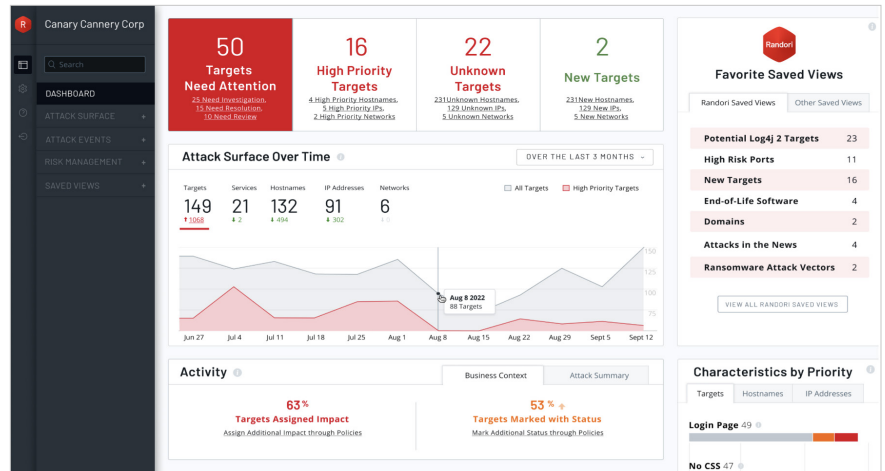 R
Canary Cannery Corp
Search
DASHBOARD
ATTACK SURFACE +
ATTACK EVENTS +
RISK MANAGEMENT +
SAVED VIEWS +
50
Targets
Need Attention
25 Need Investigation,
15 Need Resolution,
10 Need Review
16
High Priority
Targets
4 High Priority Hostnames,
5 High Priority IPs,
2 High Priority Networks
22
Unknown
Targets
231Unknown Hostnames,
129 Unknown IPs,
5 Unknown Networks
2
New Targets
231New Hostnames,
129 New IPs,
5 New Networks
Attack Surface Over Time
OVER THE LAST 3 MONTHS
Targets Services Hostnames IP Addresses Networks
149 21 132 91 6
1068 2 494 302
All Targets High Priority Targets
150
125
100
75
Aug 8 2022
88 Targets
Jun 27 Jul 4 Jul 11 Jul 18 Jul 25 Aug 1 Aug 8 Aug 15 Aug 22 Aug 29 Sept 5 Sept 12
Activity
Business Context Attack Summary
63%
Targets Assigned Impact
Assign Additional Impact through Policies
53%
Targets Marked with Status
Mark Additional Status through Policies
Randori
Favorite Saved Views
Randori Saved Views Other Saved Views
Potential Log4j 2 Targets 23
High Risk Ports 11
New Targets 16
End-of-Life Software 4
Domains 2
Attacks in the News 4
Ransomware Attack Vectors 2
VIEW ALL RANDORI SAVED VIEWS
Characteristics by Priority
Targets Hostnames IP Addresses
Login Page 49
No CSS 47